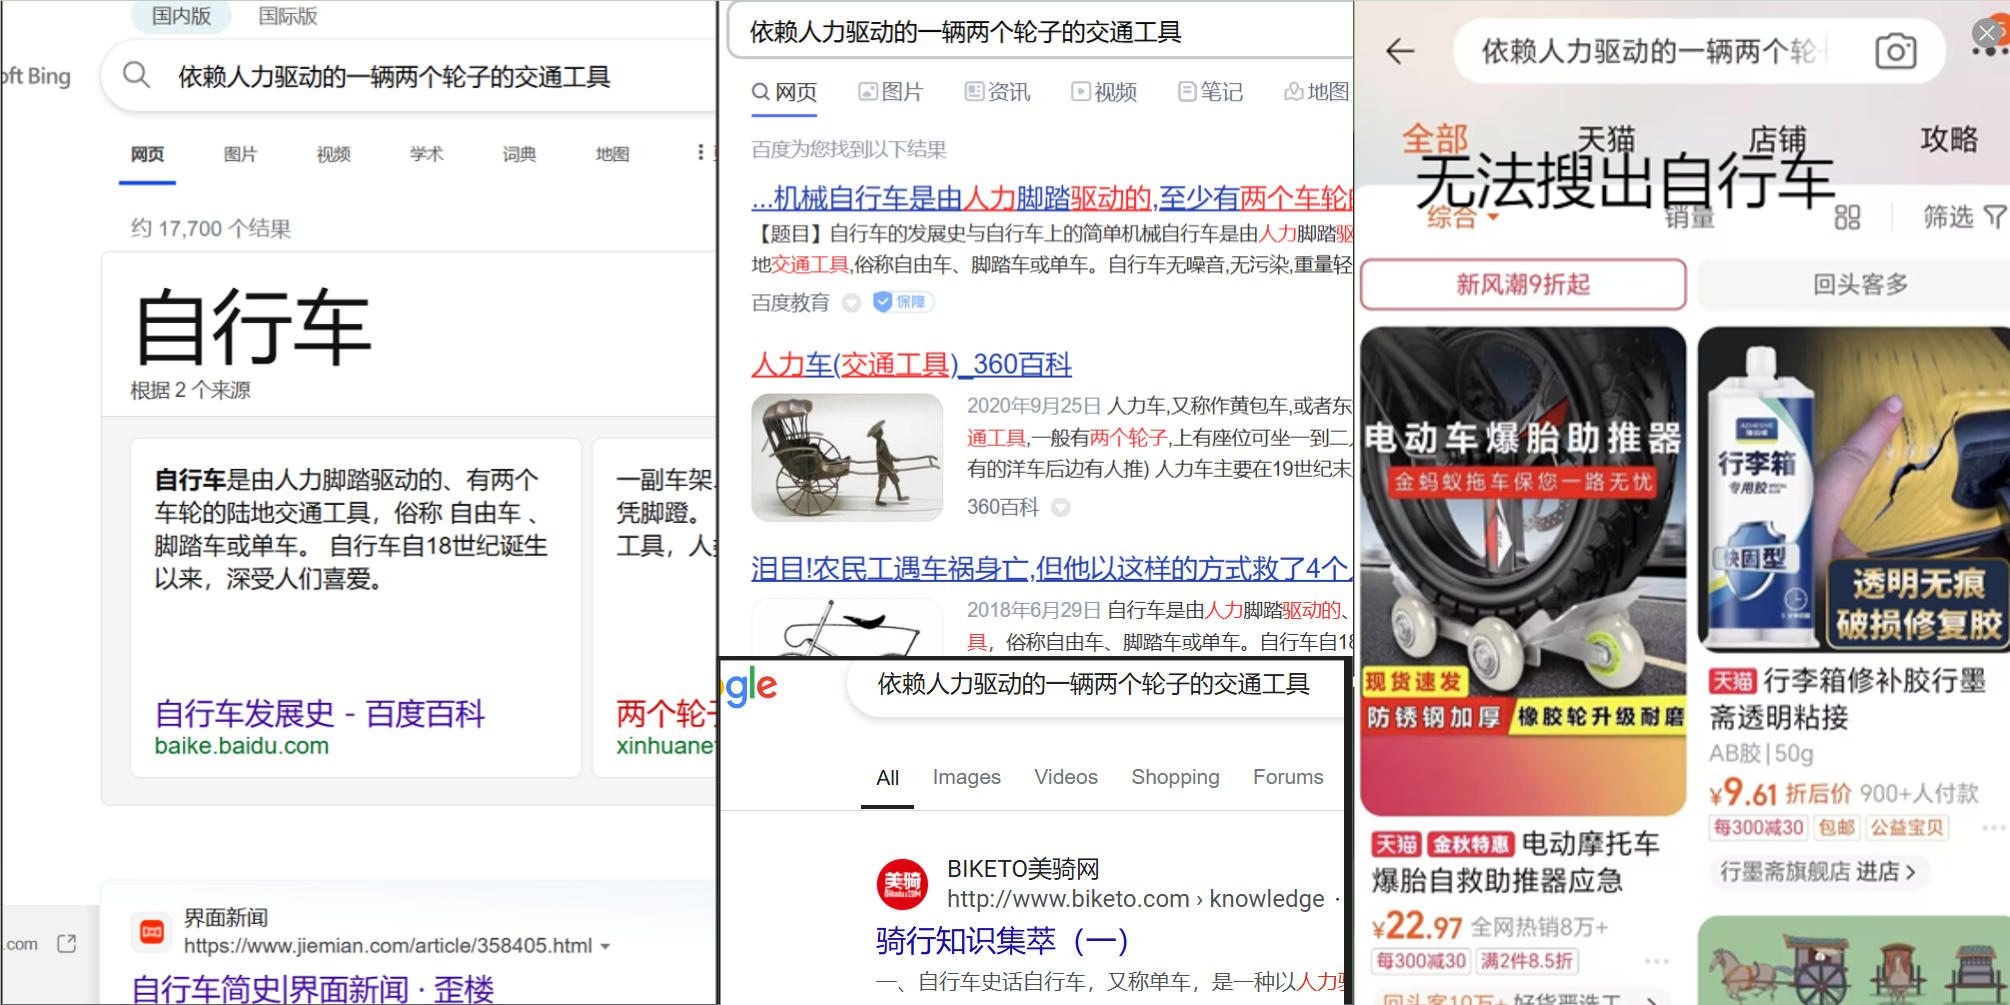 国内版 国际版
oft Bing
依赖人力驱动的一辆两个轮子的交通工具
网页 图片 视频 学术 词典 地图
约 17,700 个结果
自行车
根据 2 个来源
自行车是由人力脚踏驱动的、有两个
车轮的陆地交通工具，俗称 自由车 、
脚踏车或单车。 自行车自18世纪诞生
以来，深受人们喜爱。
自行车发展史 - 百度百科
baike.baidu.com
一副车架
凭脚蹬。
工具，人
两个轮子
xinhuane
.com
界面新闻
https://www.jiemian.com/article/358405.html
自行车简史|界面新闻 · 歪楼
依赖人力驱动的一辆两个轮子的交通工具
网页 图片 资讯 视频 笔记 地图
百度为您找到以下结果
...机械自行车是由人力脚踏驱动的,至少有两个车轮的
【题目】自行车的发展史与自行车上的简单机械自行车是由人力脚踏驱
地交通工具,俗称自由车、脚踏车或单车。自行车无噪音,无污染,重量轻
百度教育 保障
人力车(交通工具)_360百科
2020年9月25日 人力车,又称作黄包车,或者东
通工具,一般有两个轮子,上有座位可坐一到二人
有的洋车后边有人推) 人力车主要在19世纪末
360百科
泪目!农民工遇车祸身亡,但他以这样的方式救了4个人
2018年6月29日 自行车是由人力脚踏驱动的、
具，俗称自由车、脚踏车或单车。自行车自18
gle
依赖人力驱动的一辆两个轮子的交通工具
All Images Videos Shopping Forums
美骑
BIKETO美骑网
http://www.biketo.com › knowledge ·
骑行知识集萃（一）
一、自行车史话自行车，又称单车，是一种以人力驱
依赖人力驱动的一辆两个轮
全部 天猫 店铺 攻略
无法搜出自行车
综合 销量 筛选
新风潮9折起 回头客多
电动车爆胎助推器
金蚂蚁拖车保您一路无忧
现货速发
防锈钢加厚 橡胶轮升级耐磨
天猫 金秋特惠 电动摩托车
爆胎自救助推器应急
¥22.97 全网热销8万+
每300减30 满2件8.5折
回头客10万+ 好货严选工
行李箱
专用胶
快固型
透明无痕
破损修复胶
天猫 行李箱修补胶行墨
斋透明粘接
AB胶|50g
¥9.61 折后价 900+人付款
每300减30 包邮 公益宝贝
行墨斋旗舰店 进店